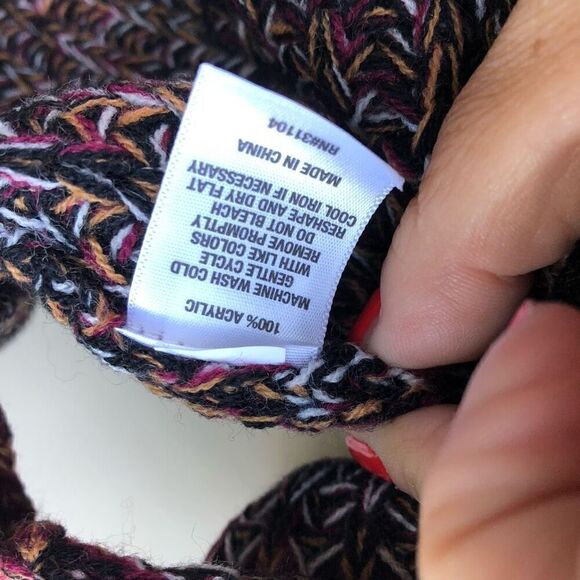 100% ACRYLIC
MACHINE WASH COLD
GENTLE CYCLE
WITH LIKE COLORS
REMOVE PROMPTLY
DO NOT BLEACH
RESHAPE AND DRY FLAT
COOL IRON IF NECESSARY
MADE IN CHINA
RN#31104